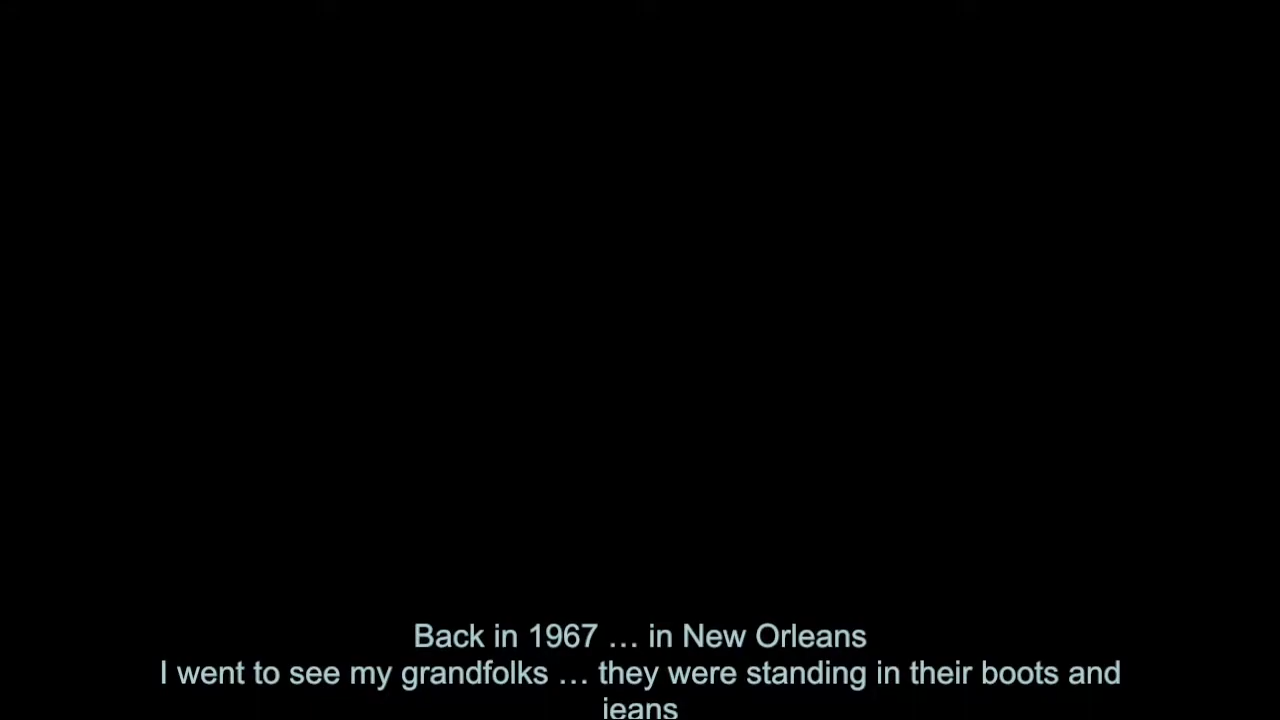 Back in 1967 … in New Orleans
I went to see my grandfolks … they were standing in their boots and
jeans